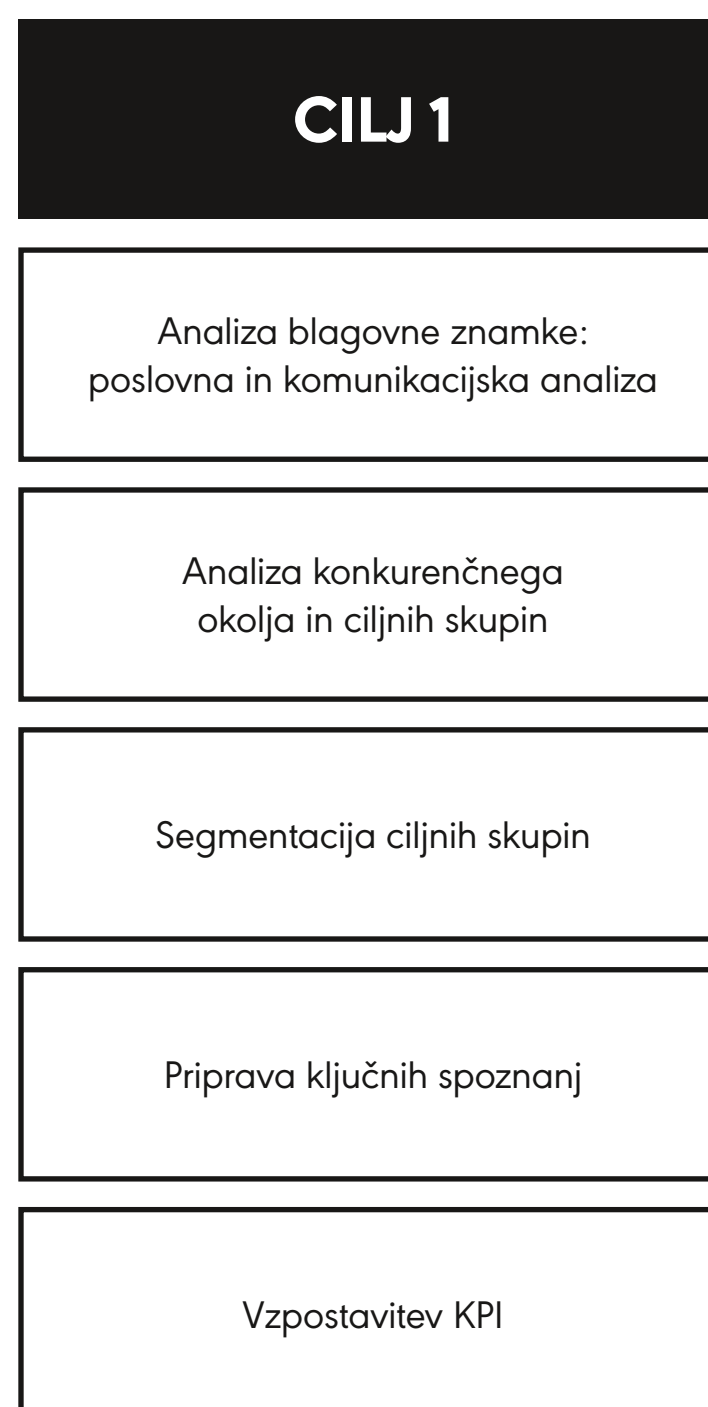 CILJ 1
Analiza blagovne znamke:
poslovna in komunikacijska analiza
Analiza konkurenčnega
okolja in ciljnih skupin
Segmentacija ciljnih skupin
Priprava ključnih spoznanj
Vzpostavitev KPI